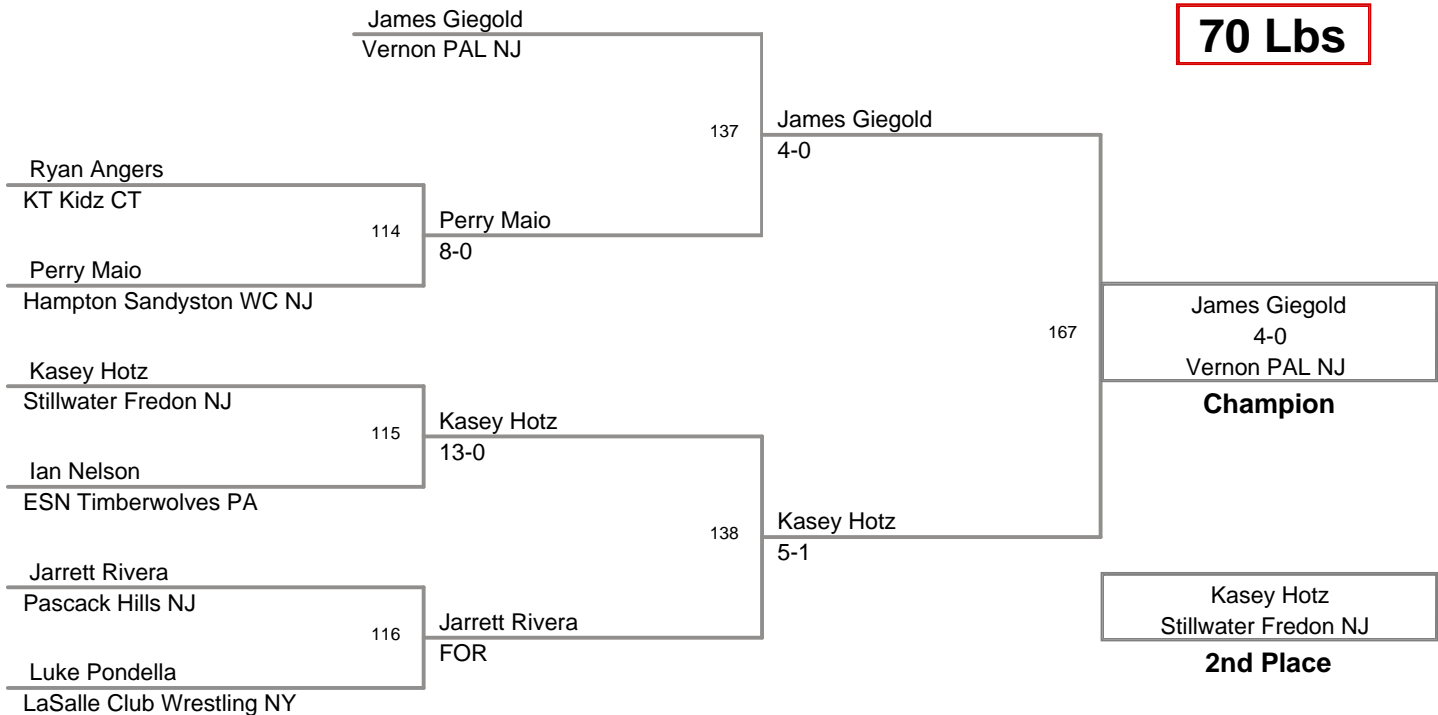 James Giegold
Vernon PAL NJ
70 Lbs
137
James Giegold
4-0
Ryan Angers
KT Kidz CT
114
Perry Maio
8-0
Perry Maio
Hampton Sandyston WC NJ
167
James Giegold
4-0
Vernon PAL NJ
Champion
Kasey Hotz
Stillwater Fredon NJ
115
Kasey Hotz
13-0
Ian Nelson
ESN Timberwolves PA
138
Kasey Hotz
5-1
Jarrett Rivera
Pascack Hills NJ
116
Jarrett Rivera
FOR
Luke Pondella
LaSalle Club Wrestling NY
Kasey Hotz
Stillwater Fredon NJ
2nd Place